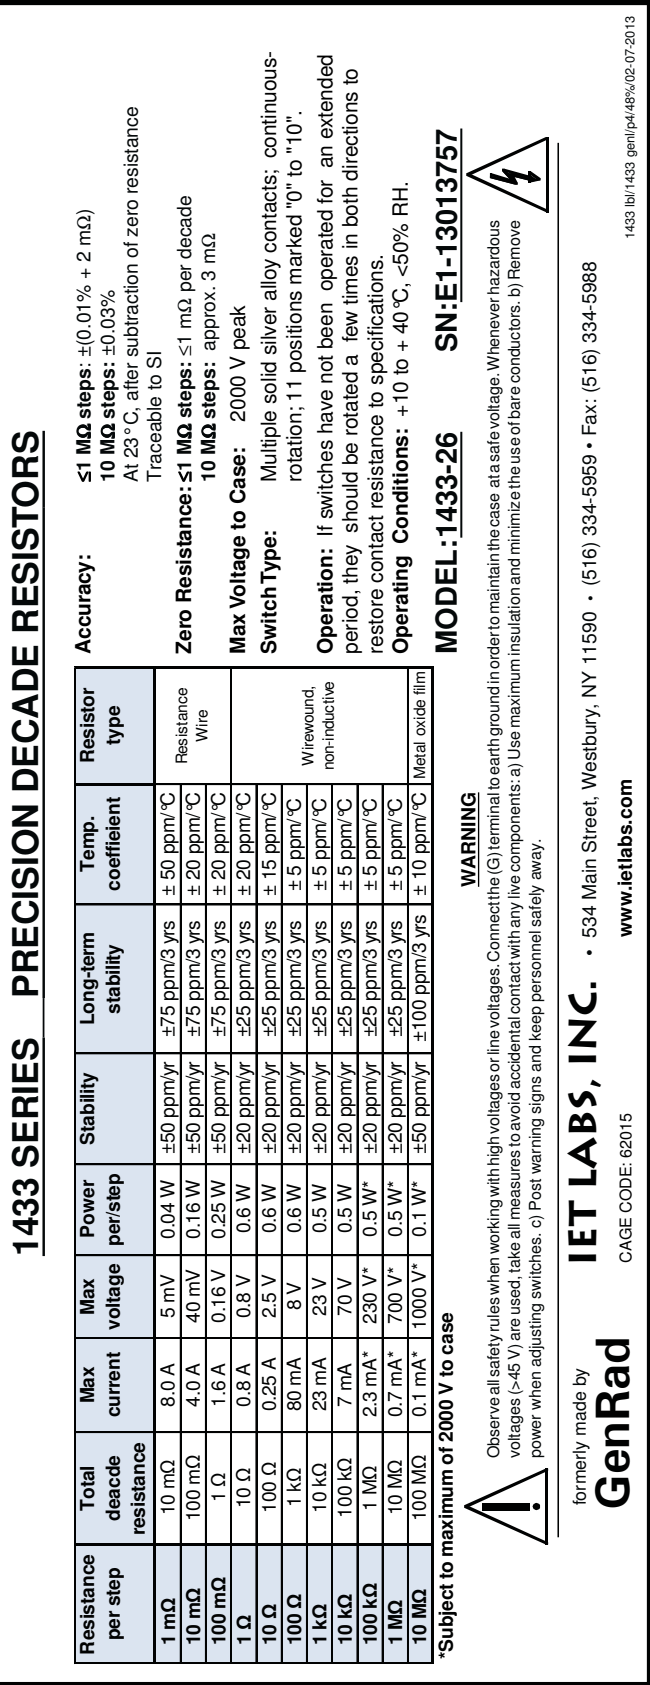 1433 SERIES PRECISION DECADE RESISTORS
Resistance per step | Total deacde resistance | Max current | Max voltage | Power per/step | Stability | Long-term stability | Temp. coeffieient | Resistor type
1 mΩ | 10 mΩ | 8.0 A | 5 mV | 0.04 W | ±50 ppm/yr | ±75 ppm/3 yrs | ± 50 ppm/°C | Resistance Wire
10 mΩ | 100 mΩ | 4.0 A | 40 mV | 0.16 W | ±50 ppm/yr | ±75 ppm/3 yrs | ± 20 ppm/°C
100 mΩ | 1 Ω | 1.6 A | 0.16 V | 0.25 W | ±50 ppm/yr | ±75 ppm/3 yrs | ± 20 ppm/°C
1 Ω | 10 Ω | 0.8 A | 0.8 V | 0.6 W | ±20 ppm/yr | ±25 ppm/3 yrs | ± 20 ppm/°C | Wirewound, non-inductive
10 Ω | 100 Ω | 0.25 A | 2.5 V | 0.6 W | ±20 ppm/yr | ±25 ppm/3 yrs | ± 15 ppm/°C
100 Ω | 1 kΩ | 80 mA | 8 V | 0.6 W | ±20 ppm/yr | ±25 ppm/3 yrs | ± 5 ppm/°C
1 kΩ | 10 kΩ | 23 mA | 23 V | 0.5 W | ±20 ppm/yr | ±25 ppm/3 yrs | ± 5 ppm/°C
10 kΩ | 100 kΩ | 7 mA | 70 V | 0.5 W | ±20 ppm/yr | ±25 ppm/3 yrs | ± 5 ppm/°C
100 kΩ | 1 MΩ | 2.3 mA* | 230 V* | 0.5 W* | ±20 ppm/yr | ±25 ppm/3 yrs | ± 5 ppm/°C
1 MΩ | 10 MΩ | 0.7 mA* | 700 V* | 0.5 W* | ±20 ppm/yr | ±25 ppm/3 yrs | ± 5 ppm/°C
10 MΩ | 100 MΩ | 0.1 mA* | 1000 V* | 0.1 W* | ±50 ppm/yr | ±100 ppm/3 yrs | ± 10 ppm/°C | Metal oxide film
*Subject to maximum of 2000 V to case
Accuracy: ≤1 MΩ steps: ±(0.01% + 2 mΩ)
10 MΩ steps: ±0.03%
At 23°C, after subtraction of zero resistance
Traceable to SI
Zero Resistance: ≤1 MΩ steps: ≤1 mΩ per decade
10 MΩ steps: approx. 3 mΩ
Max Voltage to Case: 2000 V peak
Switch Type: Multiple solid silver alloy contacts; continuous-
rotation; 11 positions marked "0" to "10".
Operation: If switches have not been operated for an extended
period, they should be rotated a few times in both directions to
restore contact resistance to specifications.
Operating Conditions: +10 to + 40°C, <50% RH.
MODEL:1433-26 SN:E1-13013757
WARNING
Observe all safety rules when working with high voltages or line voltages. Connect the (G) terminal to earth ground in order to maintain the case at a safe voltage. Whenever hazardous
voltages (>45 V) are used, take all measures to avoid accidental contact with any live components: a) Use maximum insulation and minimize the use of bare conductors. b) Remove
power when adjusting switches. c) Post warning signs and keep personnel safely away.
formerly made by
GenRad
IET LABS, INC. • 534 Main Street, Westbury, NY 11590 • (516) 334-5959 • Fax: (516) 334-5988
CAGE CODE: 62015 www.ietlabs.com
1433 lbl/1433 genl/p4/48%/02-07-2013